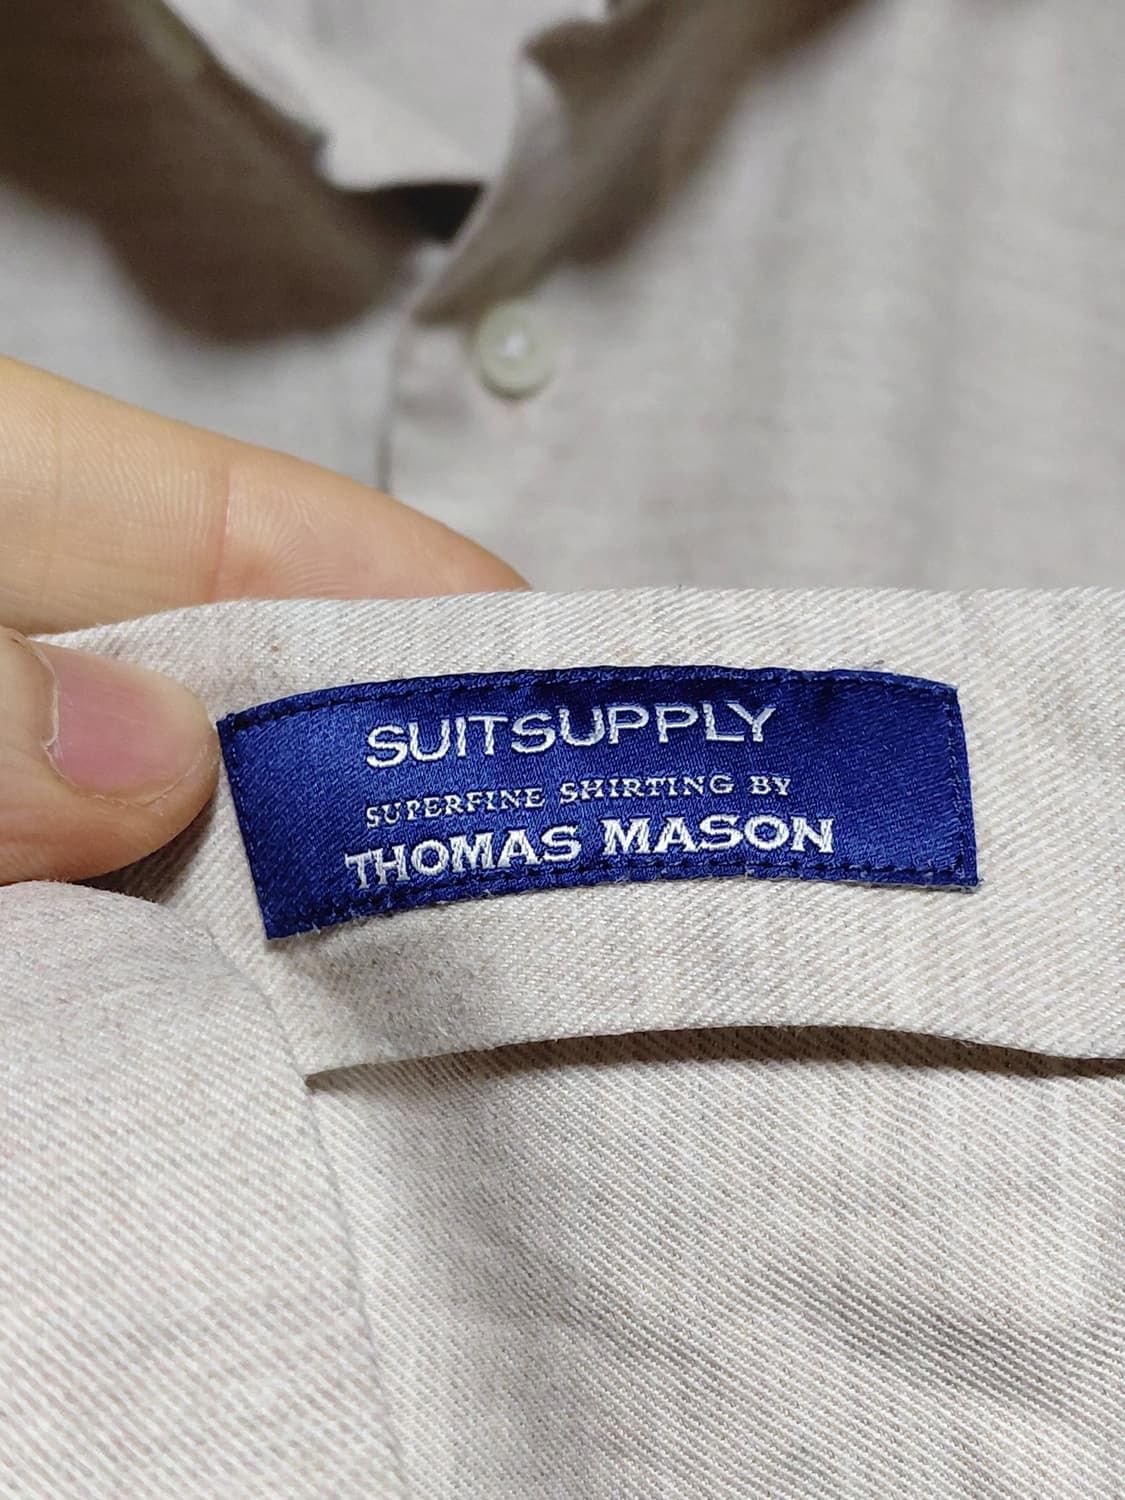 SUITSUPPLY
SUPERFINE SHIRTING BY
THOMAS MASON